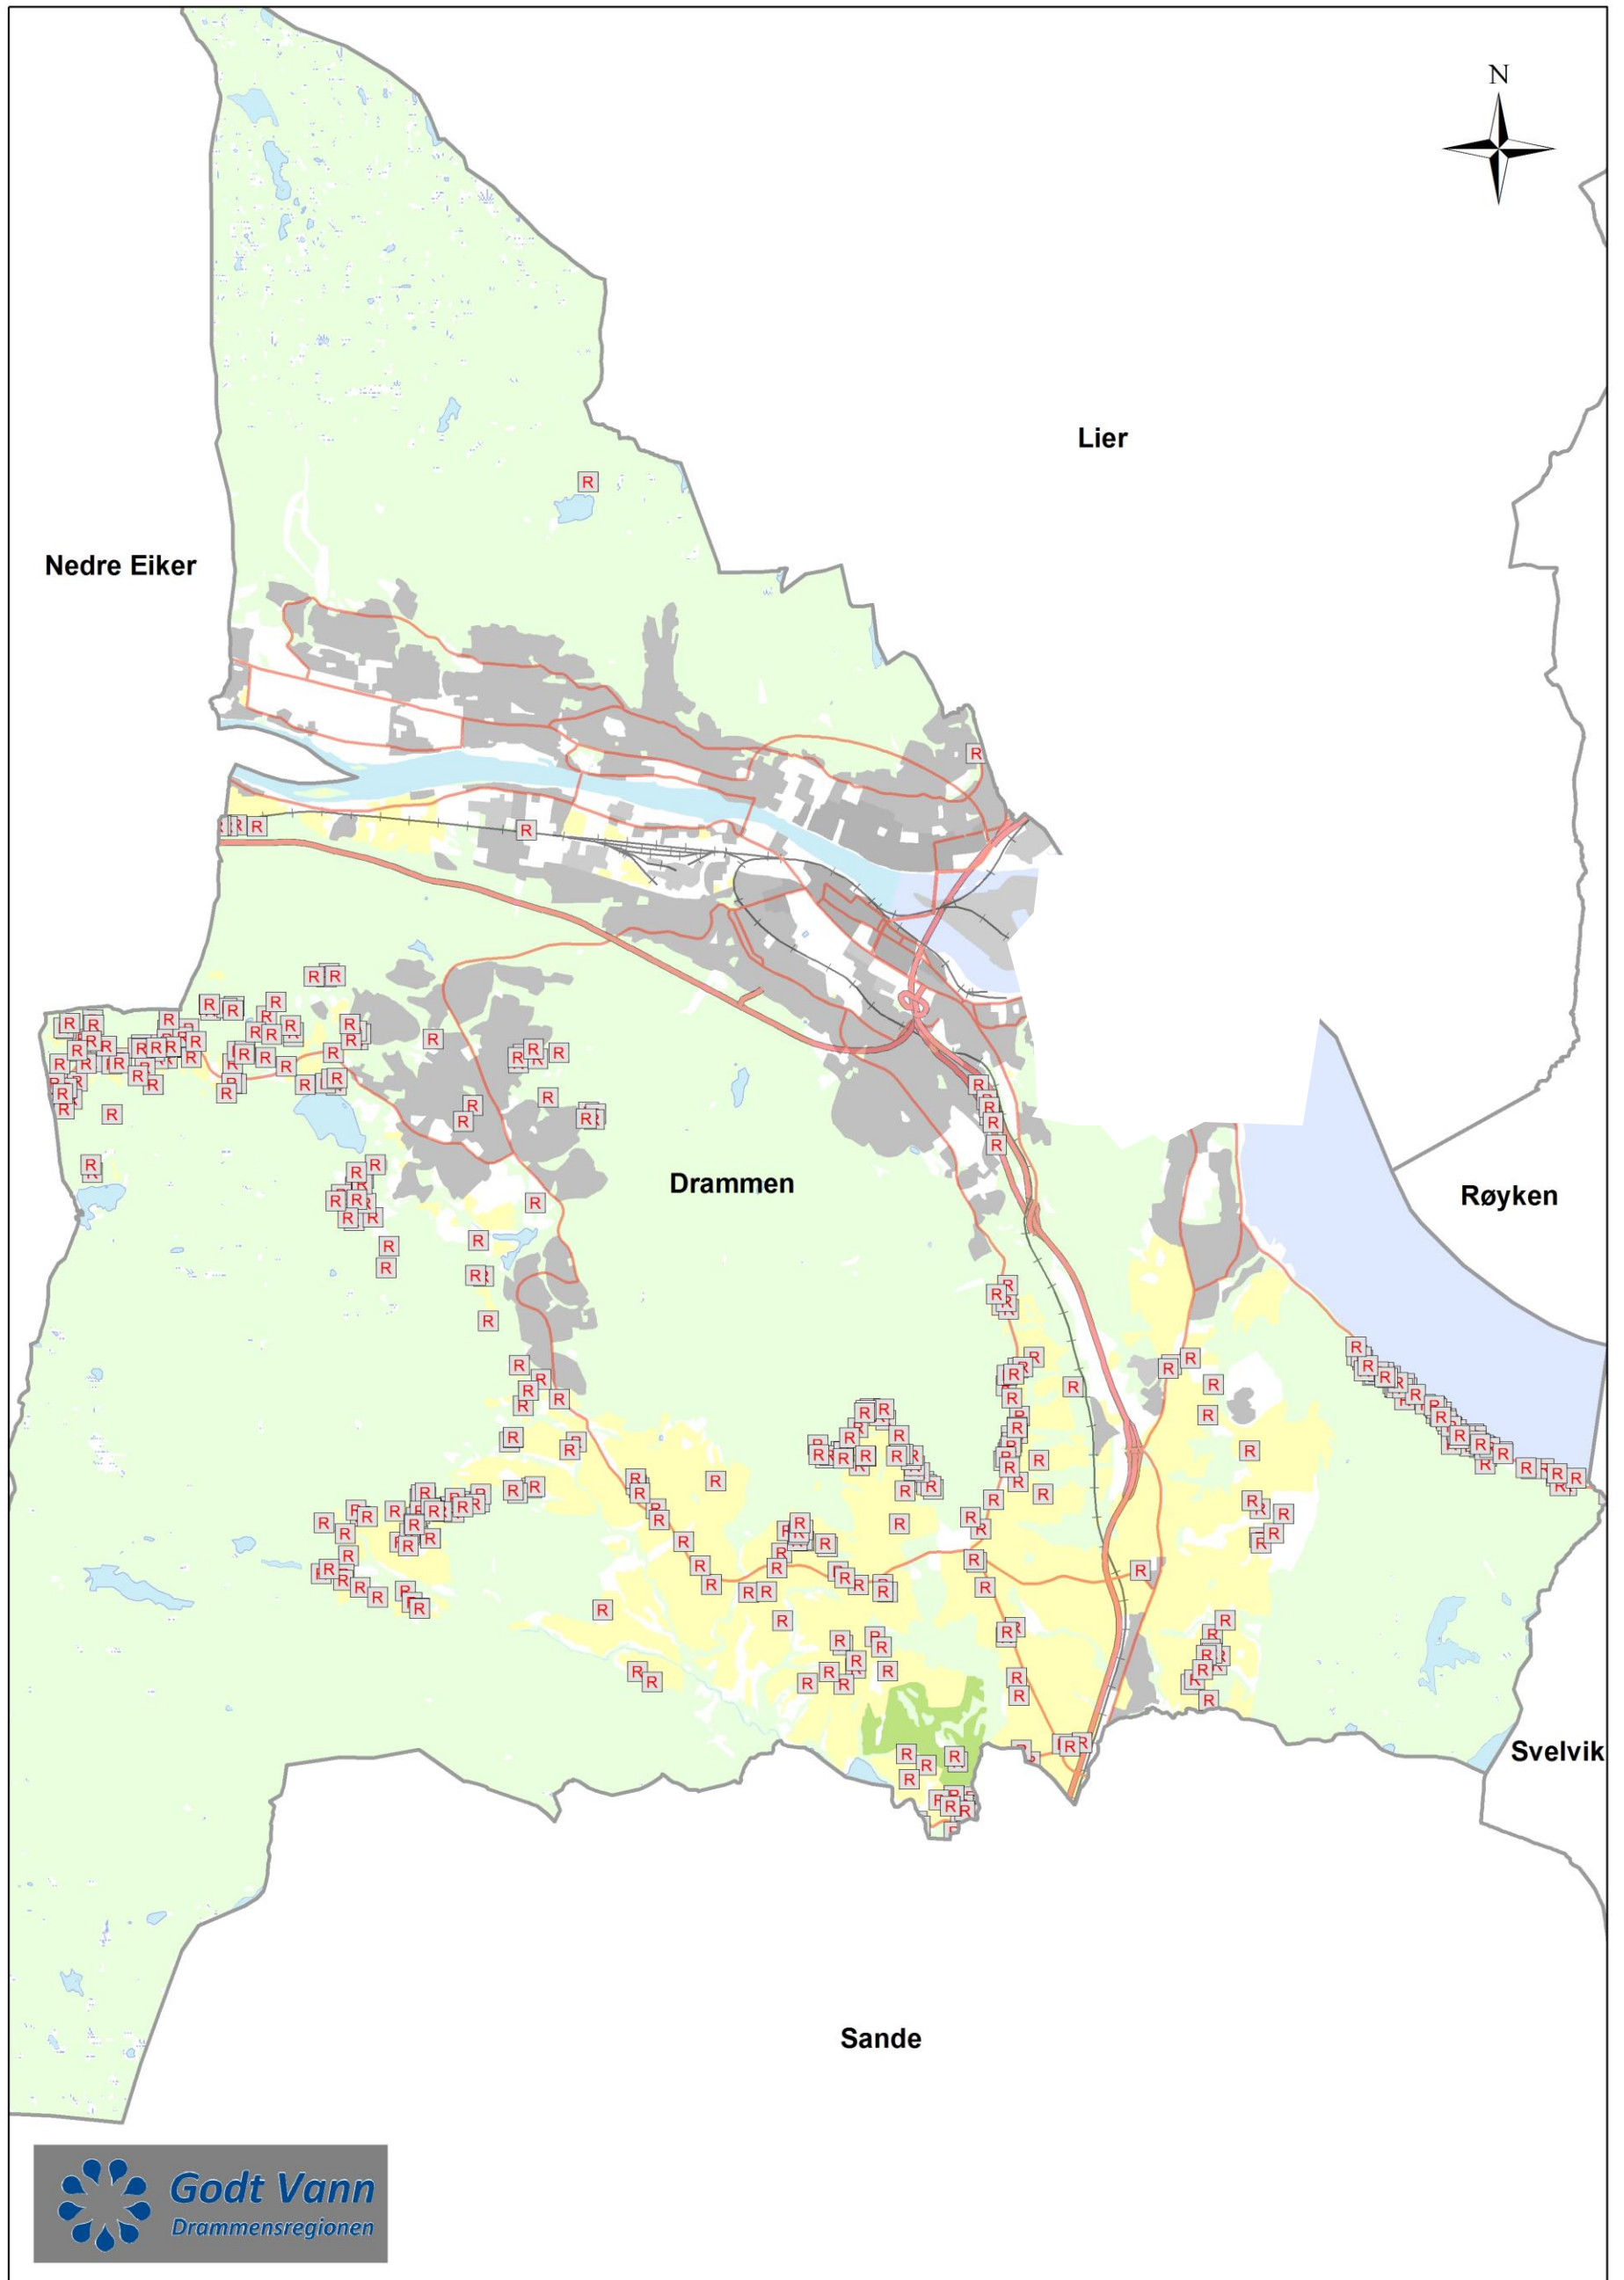 N
Lier
Nedre Eiker
Drammen
Røyken
Svelvik
Sande
Godt Vann
Drammensregionen